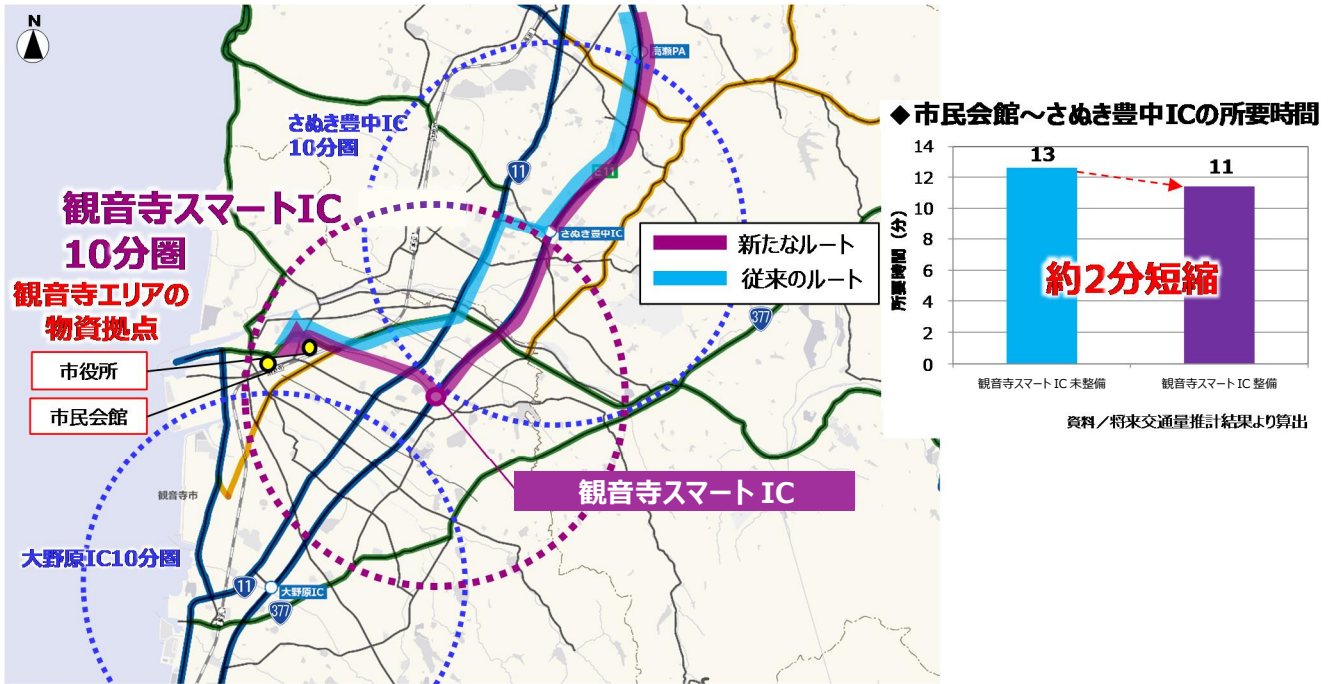 N
高瀬PA
さぬき豊中IC
10分圏
11
E11
観音寺スマートIC
10分圏
さぬき豊中IC
新たなルート
従来のルート
観音寺エリアの
物資拠点
377
市役所
市民会館
観音寺スマート IC
観音寺市
大野原IC10分圏
11
大野原IC
377
◆市民会館~さぬき豊中ICの所要時間
所要時間（分）
14
12
10
8
6
4
2
0
13
11
約2分短縮
観音寺スマートIC 未整備
観音寺スマートIC 整備
資料／将来交通量推計結果より算出